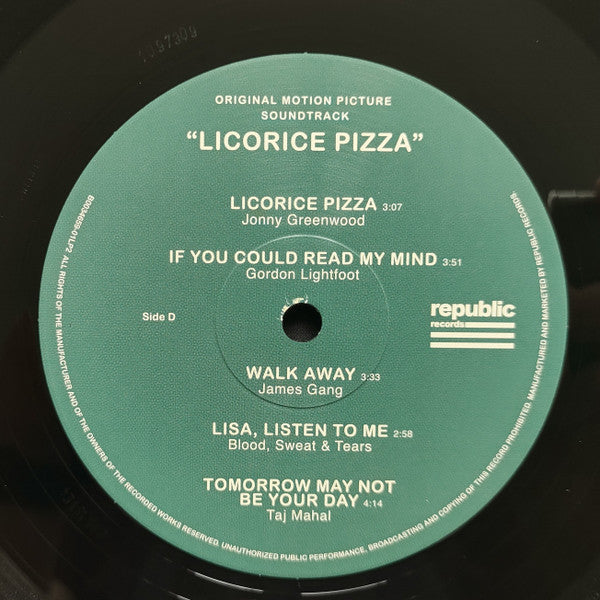 1097309
ORIGINAL MOTION PICTURE
SOUNDTRACK
“LICORICE PIZZA”
LICORICE PIZZA 3:07
Jonny Greenwood
IF YOU COULD READ MY MIND 3:51
Gordon Lightfoot
Side D
republic
records
WALK AWAY 3:33
James Gang
LISA, LISTEN TO ME 2:58
Blood, Sweat & Tears
TOMORROW MAY NOT
BE YOUR DAY 4:14
Taj Mahal
B0034659-01LP2 ALL RIGHTS OF THE MANUFACTURER AND OF THE OWNERS OF THE RECORDED WORKS RESERVED. UNAUTHORIZED PUBLIC PERFORMANCE, BROADCASTING AND COPYING OF THIS RECORD PROHIBITED. MANUFACTURED AND MARKETED BY REPUBLIC RECORDS.